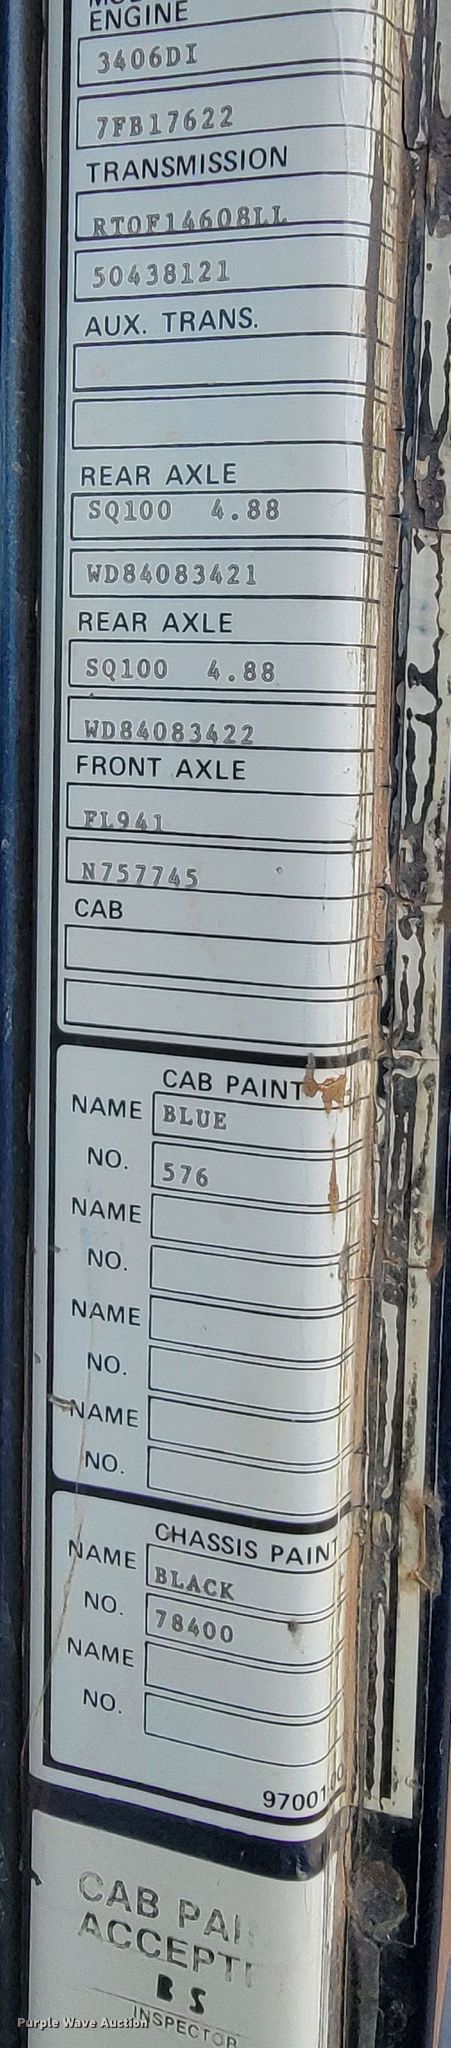 ENGINE
3406DI
7FB17622
TRANSMISSION
RTOF14608LL
50438121
AUX. TRANS.
REAR AXLE
SQ100 4.88
WD84083421
REAR AXLE
SQ100 4.88
WD84083422
FRONT AXLE
FL941
N757745
CAB
CAB PAINT
NAME BLUE
NO. 576
NAME
NO.
NAME
NO.
NAME
NO.
CHASSIS PAINT
NAME BLACK
NO. 78400
NAME
NO.
CAB
BS
INSPECTOR
Purple Wave Auction